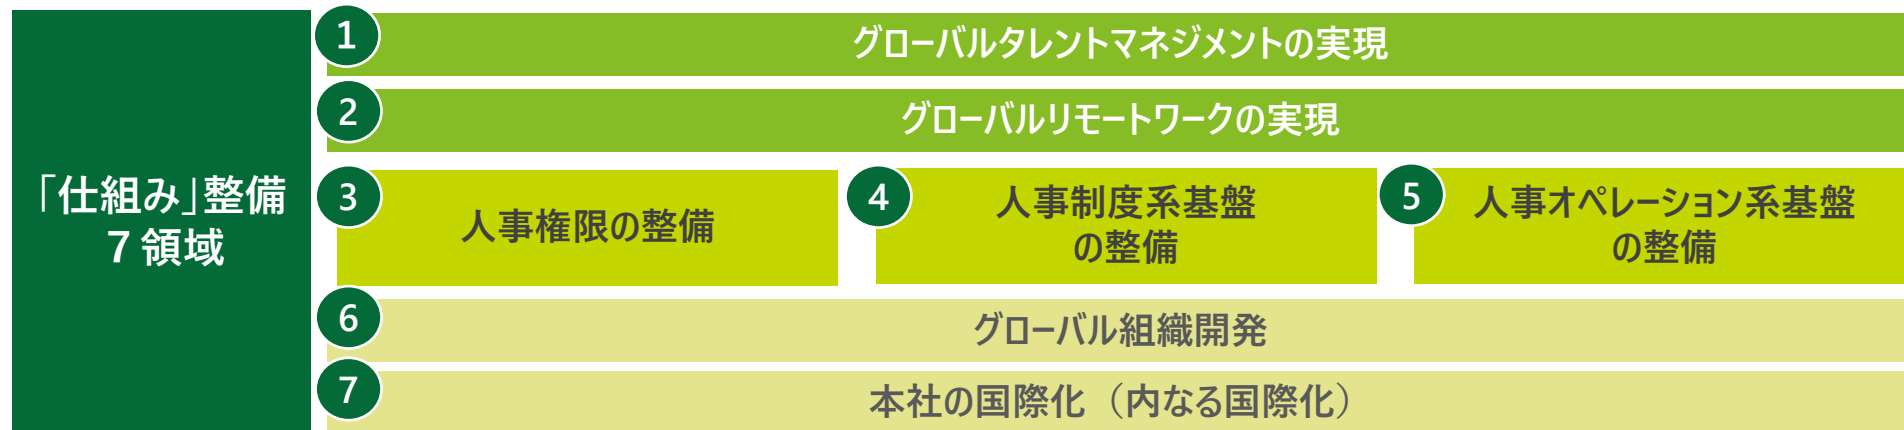 「仕組み」整備
７領域
1
グローバルタレントマネジメントの実現
2
グローバルリモートワークの実現
3
人事権限の整備
4
人事制度系基盤
の整備
5
人事オペレーション系基盤
の整備
6
グローバル組織開発
7
本社の国際化（内なる国際化）